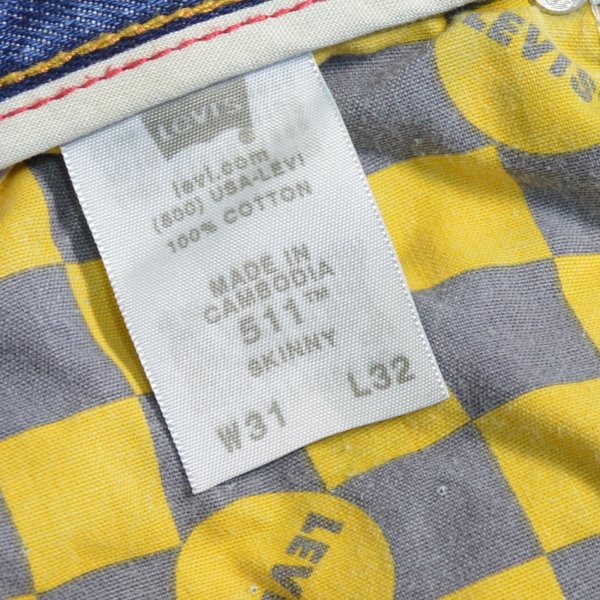 LEVI'S
LEVI'S
levi.com
(800) USA-LEVI
100% COTTON
MADE IN
CAMBODIA
511™
SKINNY
W31 L32
LEVI'S